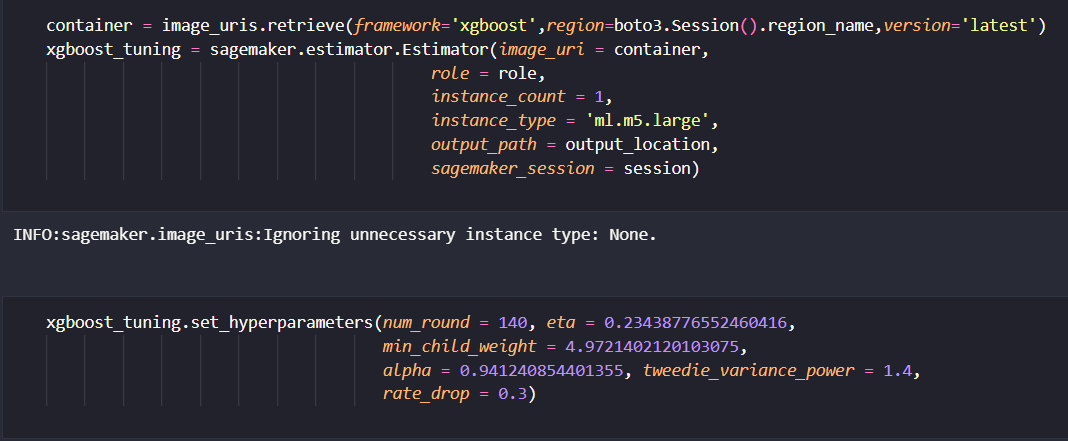 container = image_uris.retrieve(framework='xgboost',region=boto3.Session().region_name,version='latest')
xgboost_tuning = sagemaker.estimator.Estimator(image_uri = container,
role = role,
instance_count = 1,
instance_type = 'ml.m5.large',
output_path = output_location,
sagemaker_session = session)
INFO:sagemaker.image_uris:Ignoring unnecessary instance type: None.
xgboost_tuning.set_hyperparameters(num_round = 140, eta = 0.23438776552460416,
min_child_weight = 4.9721402120103075,
alpha = 0.941240854401355, tweedie_variance_power = 1.4,
rate_drop = 0.3)